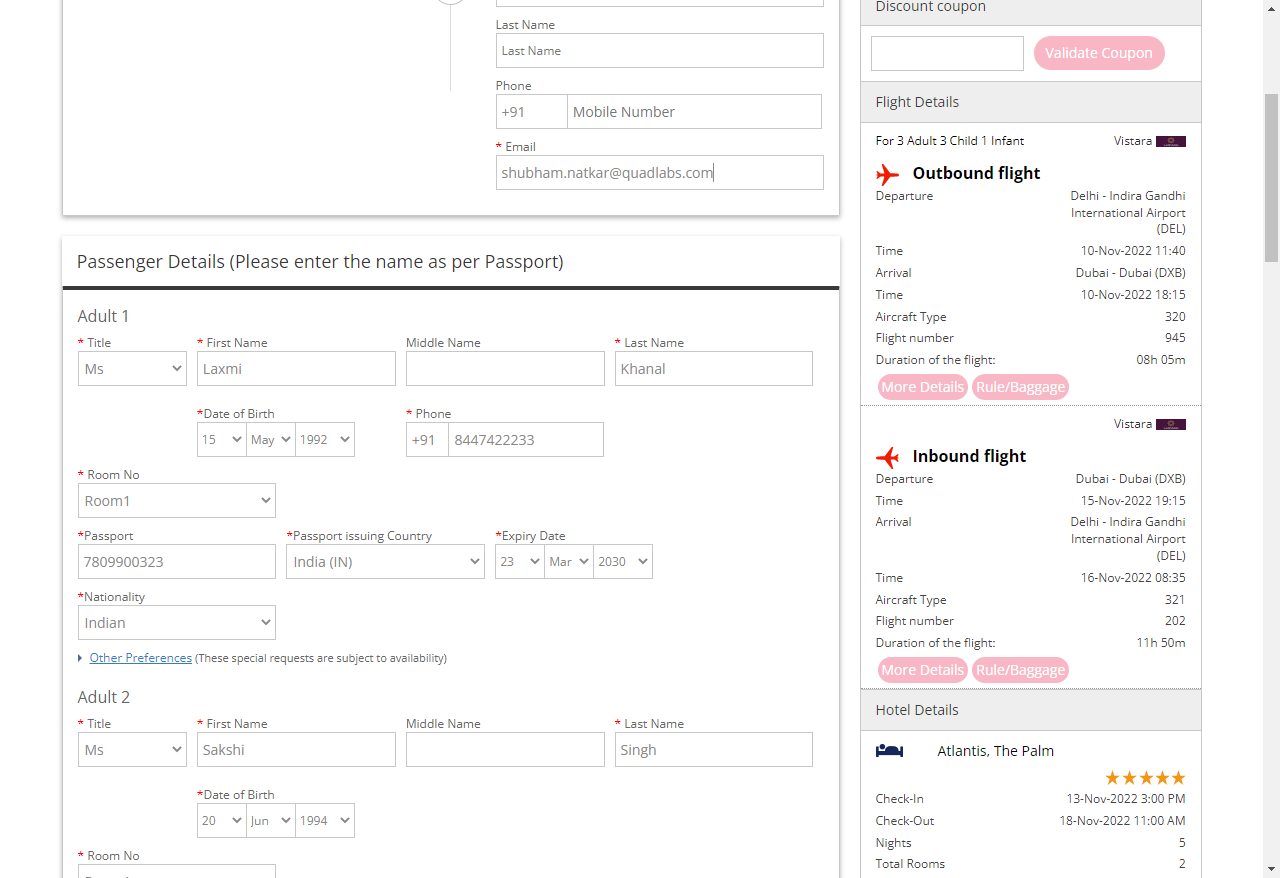 Last Name
Last Name
Phone
+91 Mobile Number
* Email
shubham.natkar@quadlabs.com
Passenger Details (Please enter the name as per Passport)
Adult 1
* Title * First Name Middle Name * Last Name
Ms Laxmi Khanal
*Date of Birth * Phone
15 May 1992 +91 8447422233
* Room No
Room1
*Passport *Passport issuing Country *Expiry Date
7809900323 India (IN) 23 Mar 2030
*Nationality
Indian
Other Preferences (These special requests are subject to availability)
Adult 2
* Title * First Name Middle Name * Last Name
Ms Sakshi Singh
*Date of Birth
20 Jun 1994
* Room No
Discount coupon
Validate Coupon
Flight Details
For 3 Adult 3 Child 1 Infant Vistara
Outbound flight
Departure Delhi - Indira Gandhi
International Airport
(DEL)
Time 10-Nov-2022 11:40
Arrival Dubai - Dubai (DXB)
Time 10-Nov-2022 18:15
Aircraft Type 320
Flight number 945
Duration of the flight: 08h 05m
More Details Rule/Baggage
Vistara
Inbound flight
Departure Dubai - Dubai (DXB)
Time 15-Nov-2022 19:15
Arrival Delhi - Indira Gandhi
International Airport
(DEL)
Time 16-Nov-2022 08:35
Aircraft Type 321
Flight number 202
Duration of the flight: 11h 50m
More Details Rule/Baggage
Hotel Details
Atlantis, The Palm
Check-In 13-Nov-2022 3:00 PM
Check-Out 18-Nov-2022 11:00 AM
Nights 5
Total Rooms 2